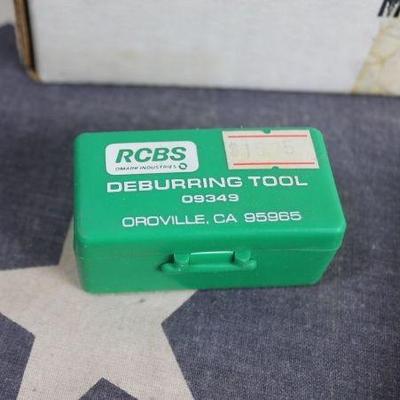 RCBS
OMARK INDUSTRIES
DEBURRING TOOL
09349
OROVILLE, CA 95965